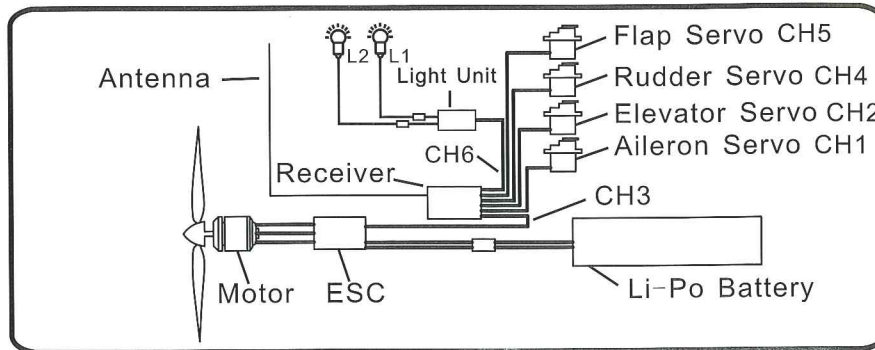 L2
L1
Flap Servo CH5
Antenna
Light Unit
Rudder Servo CH4
Elevator Servo CH2
Aileron Servo CH1
CH6
Receiver
CH3
Motor
ESC
Li-Po Battery